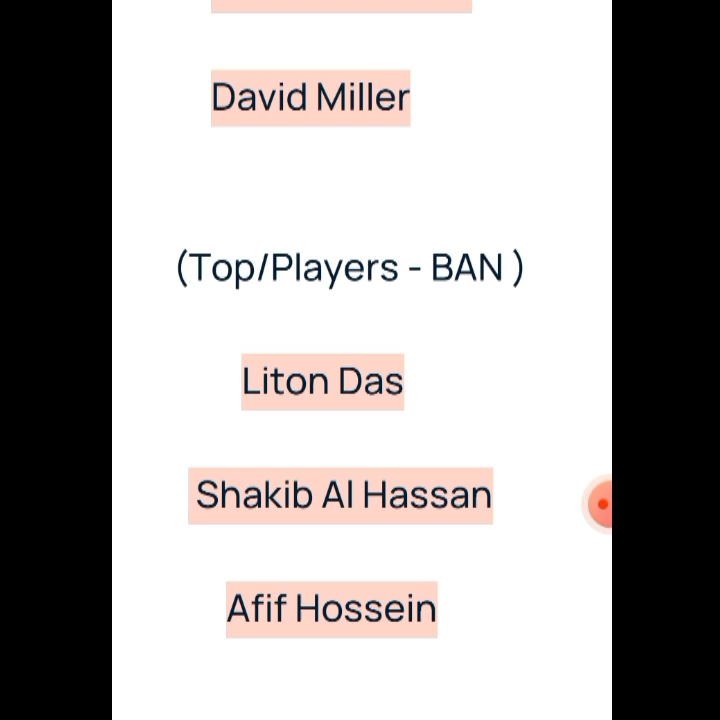 David Miller
(Top/Players - BAN )
Liton Das
Shakib Al Hassan
Afif Hossein